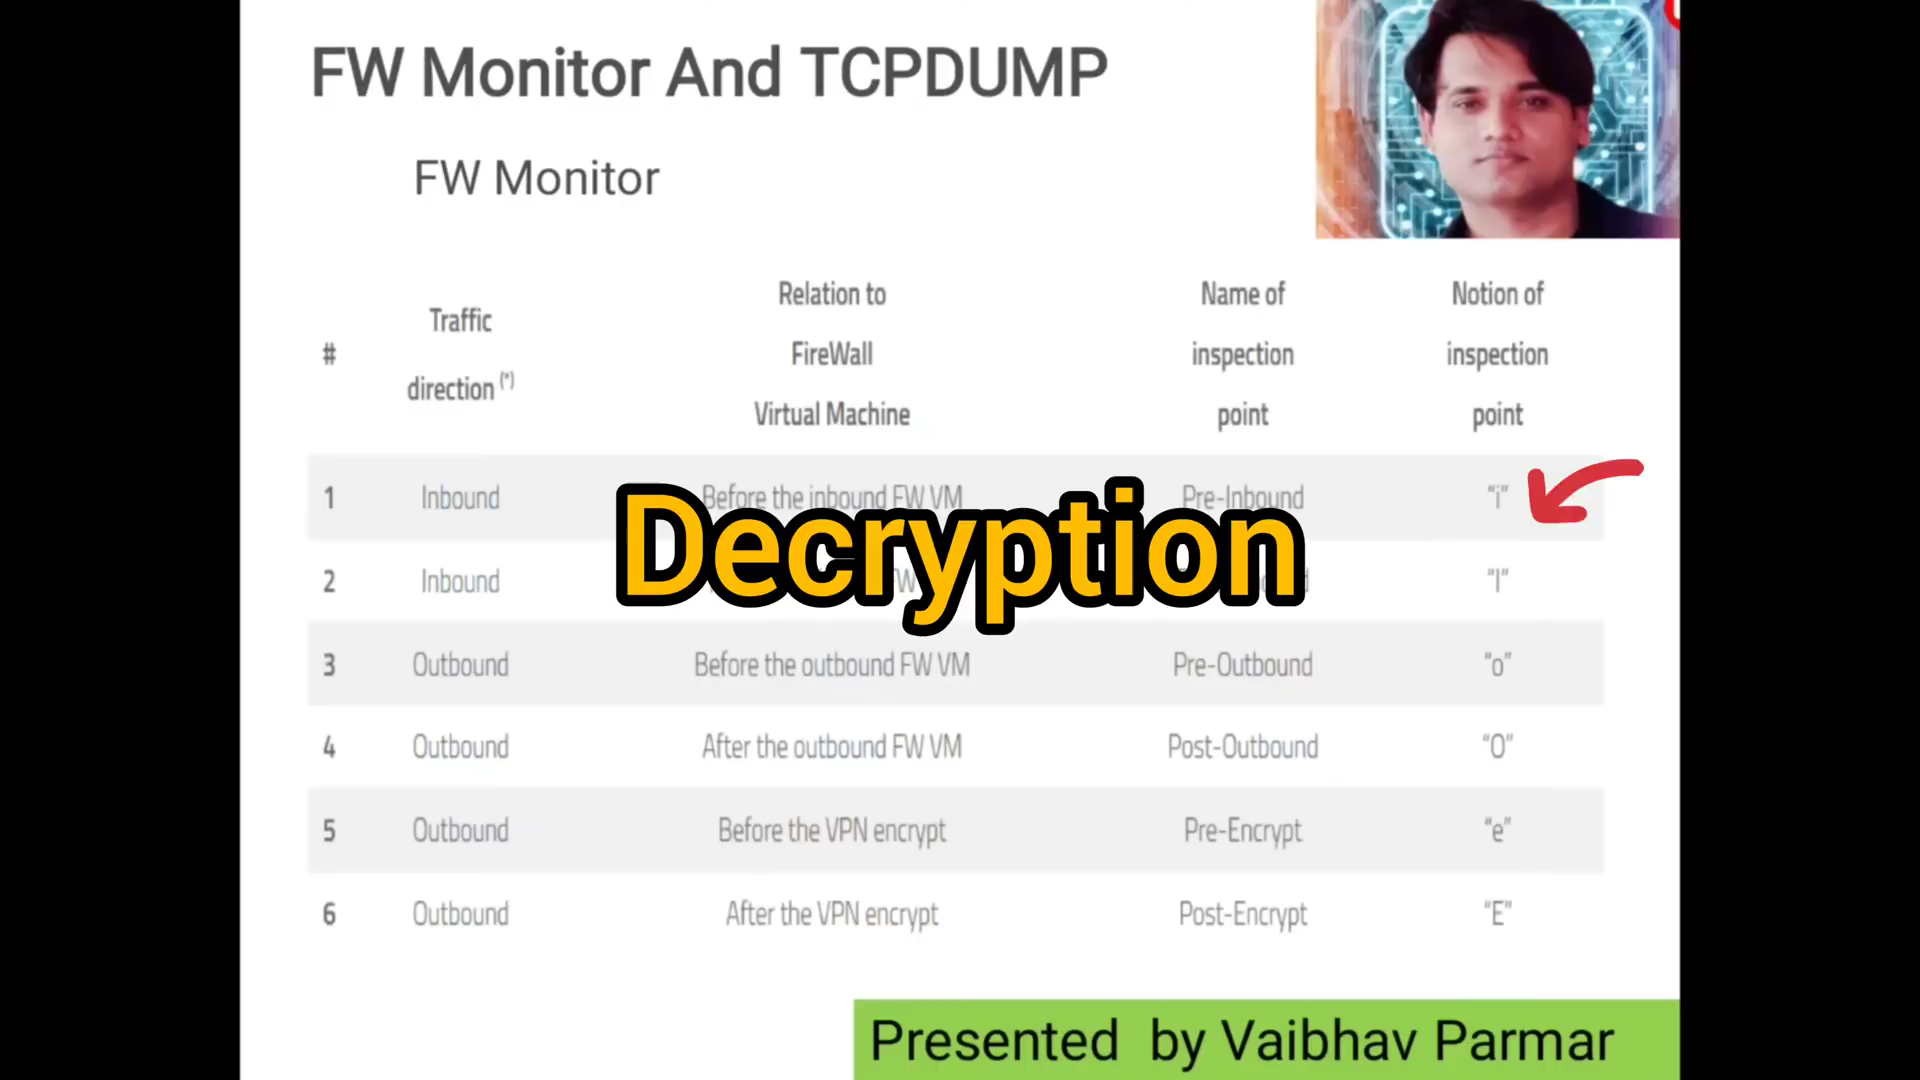 FW Monitor And TCPDUMP
FW Monitor
# Traffic direction (*) Relation to FireWall Virtual Machine Name of inspection point Notion of inspection point
1 Inbound Before the inbound FW VM Pre-Inbound “i”
Decryption
2 Inbound “I”
3 Outbound Before the outbound FW VM Pre-Outbound “o”
4 Outbound After the outbound FW VM Post-Outbound “O”
5 Outbound Before the VPN encrypt Pre-Encrypt “e”
6 Outbound After the VPN encrypt Post-Encrypt “E”
Presented by Vaibhav Parmar